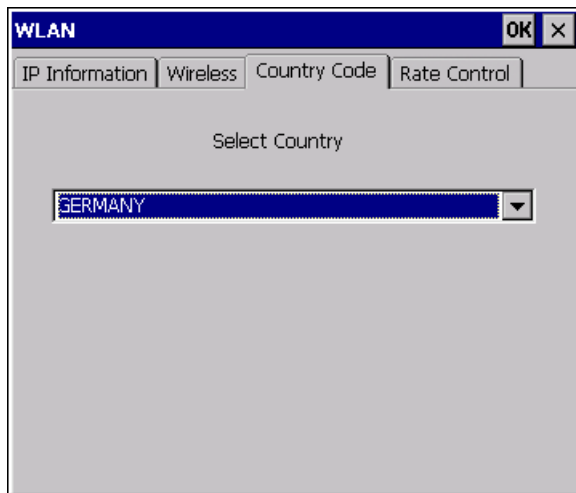 WLAN OK
IP Information Wireless Country Code Rate Control
Select Country
GERMANY